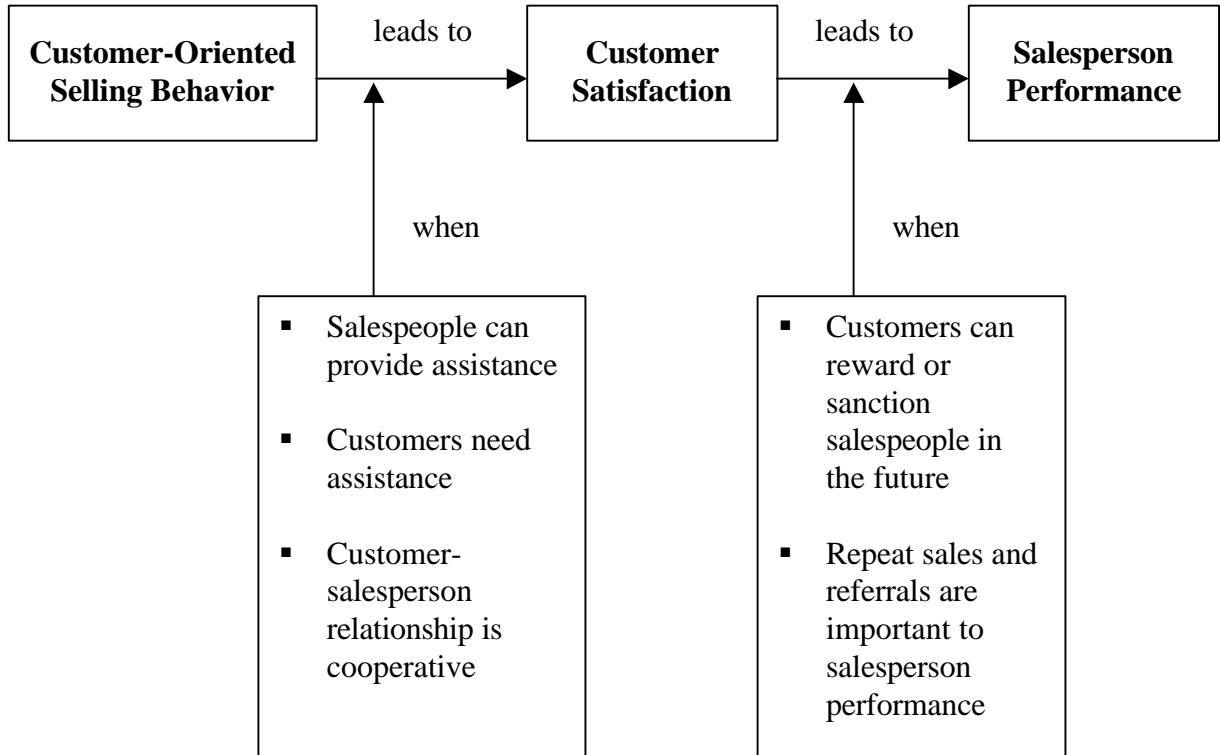 leads to
leads to
Customer-Oriented
Selling Behavior
Customer
Satisfaction
Salesperson
Performance
when
when
▪ Salespeople can
provide assistance
▪ Customers need
assistance
▪ Customer-
salesperson
relationship is
cooperative
▪ Customers can
reward or
sanction
salespeople in
the future
▪ Repeat sales and
referrals are
important to
salesperson
performance